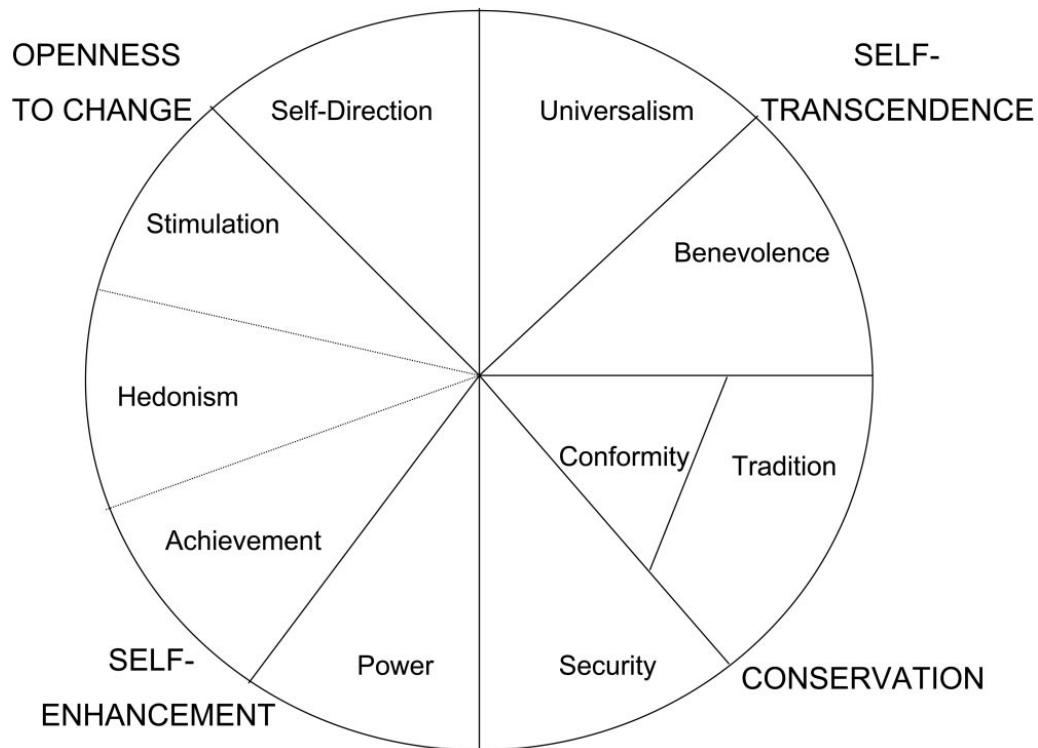 OPENNESS
TO CHANGE
SELF-
TRANSCENDENCE
Self-Direction
Universalism
Stimulation
Benevolence
Hedonism
Conformity
Tradition
Achievement
SELF-
ENHANCEMENT
Power
Security
CONSERVATION